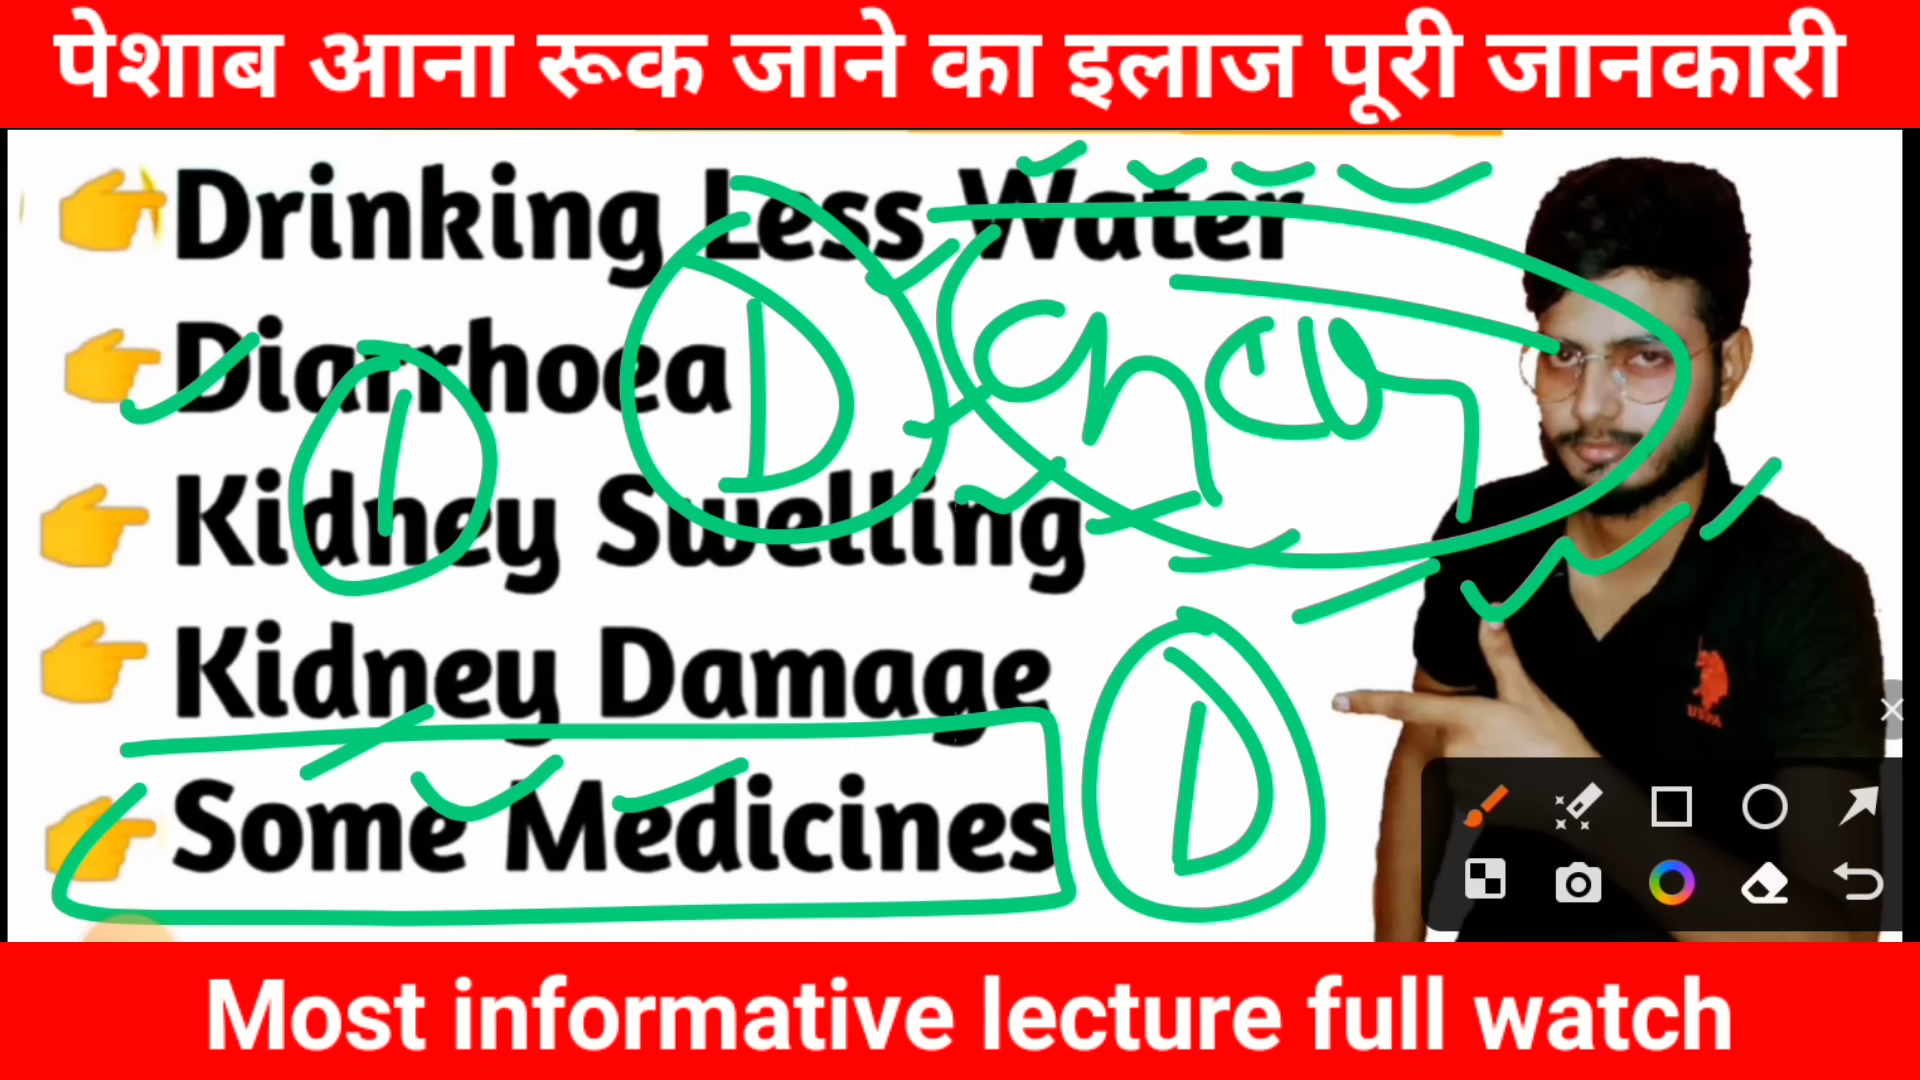 पेशाब आना रूक जाने का इलाज पूरी जानकारी
Drinking Less Water
Diarrhoea
Kidney Swelling
Kidney Damage
Some Medicines
Most informative lecture full watch